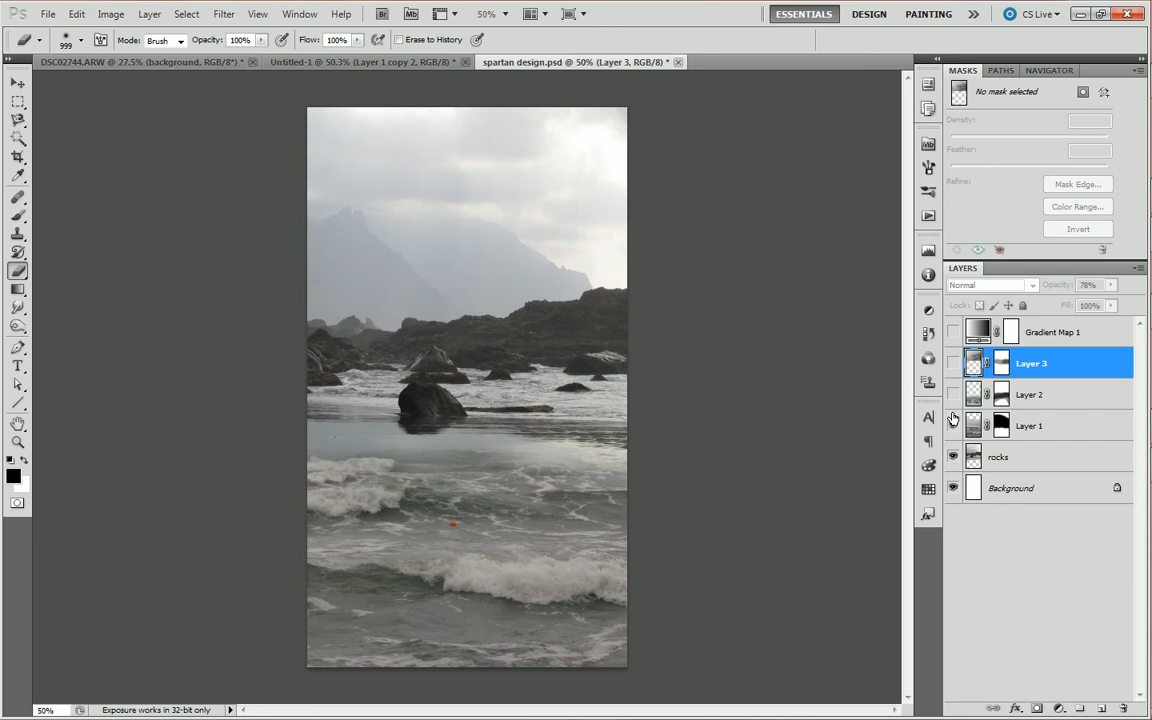 Ps File Edit Image Layer Select Filter View Window Help Br Mb 50% ESSENTIALS DESIGN PAINTING CS Live
999 Mode: Brush Opacity: 100% Flow: 100% Erase to History
DSC02744.ARW @ 27.5% (background, RGB/8*) * Untitled-1 @ 50.3% (Layer 1 copy 2, RGB/8) * spartan design.psd @ 50% (Layer 3, RGB/8) *
MASKS PATHS NAVIGATOR
No mask selected
Density:
Feather:
Refine: Mask Edge...
Color Range...
Invert
LAYERS
Normal Opacity: 78%
Lock: Fill: 100%
Gradient Map 1
Layer 3
Layer 2
Layer 1
rocks
Background
50% Exposure works in 32-bit only